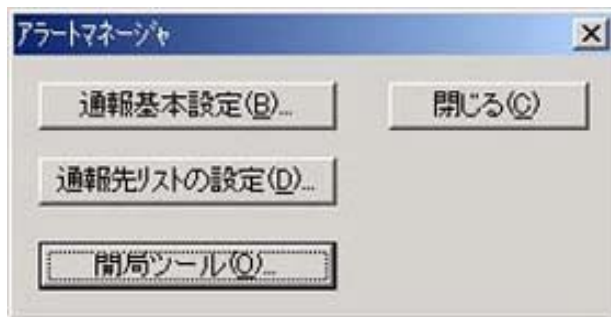 アラートマネージャ
通報基本設定(B)...
閉じる(C)
通報先リストの設定(D)...
開局ツール(O)...